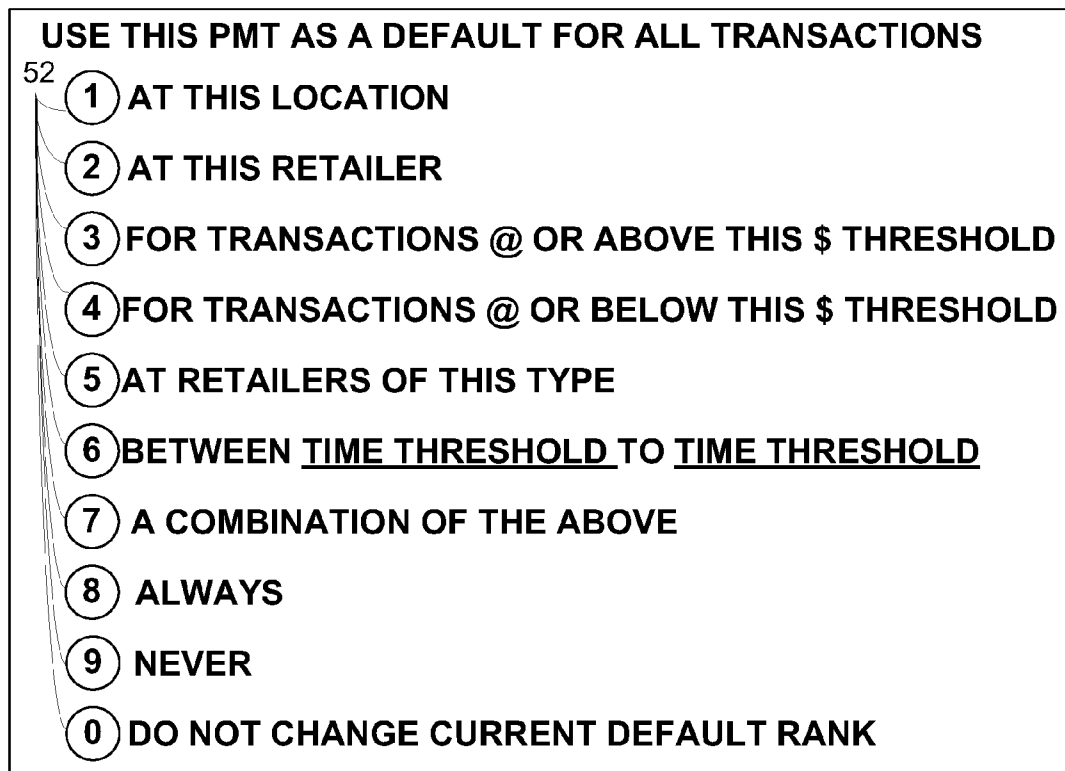 USE THIS PMT AS A DEFAULT FOR ALL TRANSACTIONS
52
1 AT THIS LOCATION
2 AT THIS RETAILER
3 FOR TRANSACTIONS @ OR ABOVE THIS $ THRESHOLD
4 FOR TRANSACTIONS @ OR BELOW THIS $ THRESHOLD
5 AT RETAILERS OF THIS TYPE
6 BETWEEN TIME THRESHOLD TO TIME THRESHOLD
7 A COMBINATION OF THE ABOVE
8 ALWAYS
9 NEVER
0 DO NOT CHANGE CURRENT DEFAULT RANK